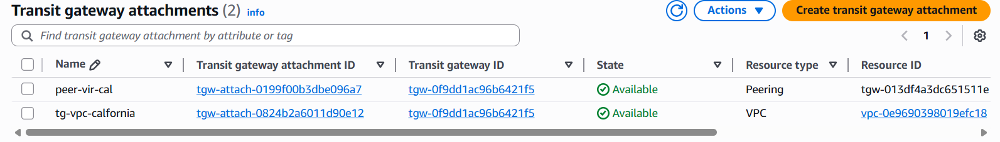 Transit gateway attachments (2) info
Actions
Create transit gateway attachment
Find transit gateway attachment by attribute or tag
1
Name Transit gateway attachment ID Transit gateway ID State Resource type Resource ID
peer-vir-cal tgw-attach-0199f00b3dbe096a7 tgw-0f9dd1ac96b6421f5 Available Peering tgw-013df4a3dc651511e
tg-vpc-calfornia tgw-attach-0824b2a6011d90e12 tgw-0f9dd1ac96b6421f5 Available VPC vpc-0e9690398019efc18